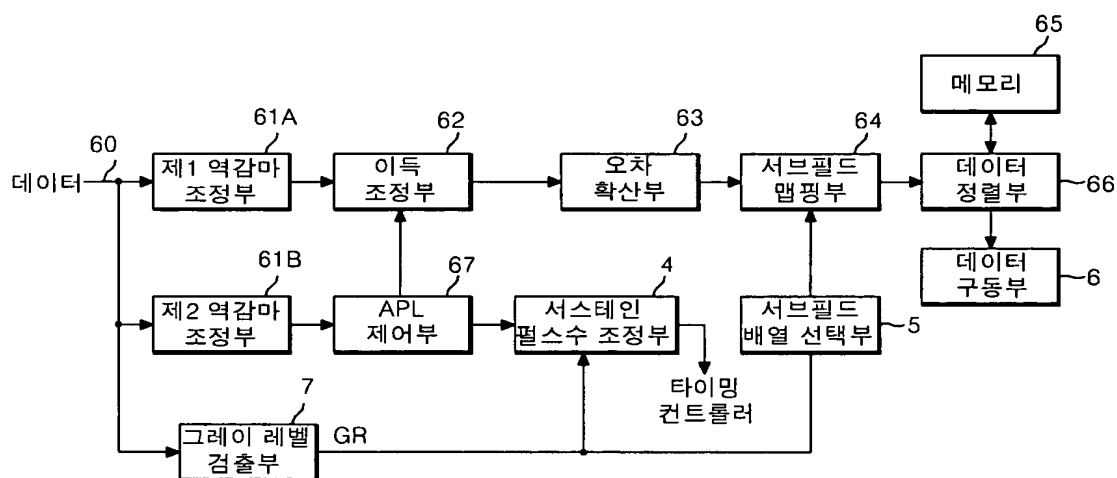 65
메모리
61A
62
63
64
60
데이터
제1 역감마
조정부
이득
조정부
오차
확산부
서브필드
맵핑부
데이터
정렬부
66
61B
67
4
제2 역감마
조정부
APL
제어부
서스테인
펄스수 조정부
서브필드
배열 선택부
5
데이터
구동부
6
타이밍
컨트롤러
7
그레이 레벨
검출부
GR